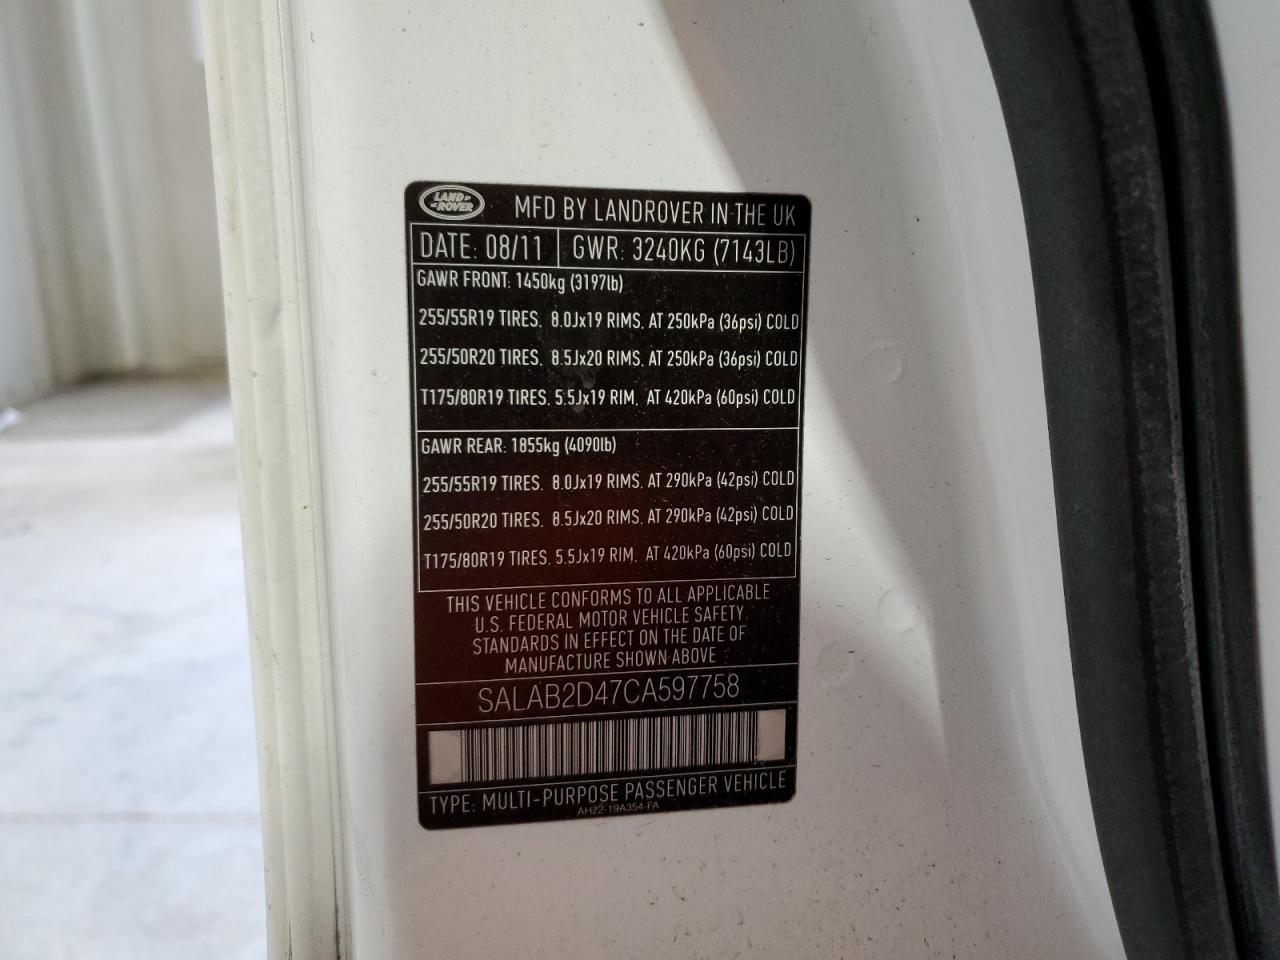 LAND ROVER
MFD BY LANDROVER IN THE UK
DATE: 08/11 GWR: 3240KG (7143LB)
GAWR FRONT: 1450kg (3197lb)
255/55R19 TIRES, 8.0Jx19 RIMS, AT 250kPa (36psi) COLD
255/50R20 TIRES, 8.5Jx20 RIMS, AT 250kPa (36psi) COLD
T175/80R19 TIRES, 5.5Jx19 RIM, AT 420kPa (60psi) COLD
GAWR REAR: 1855kg (4090lb)
255/55R19 TIRES, 8.0Jx19 RIMS, AT 290kPa (42psi) COLD
255/50R20 TIRES, 8.5Jx20 RIMS, AT 290kPa (42psi) COLD
T175/80R19 TIRES, 5.5Jx19 RIM, AT 420kPa (60psi) COLD
THIS VEHICLE CONFORMS TO ALL APPLICABLE
U.S. FEDERAL MOTOR VEHICLE SAFETY
STANDARDS IN EFFECT ON THE DATE OF
MANUFACTURE SHOWN ABOVE
SALAB2D47CA597758
TYPE: MULTI-PURPOSE PASSENGER VEHICLE
AH22-19A354-FA